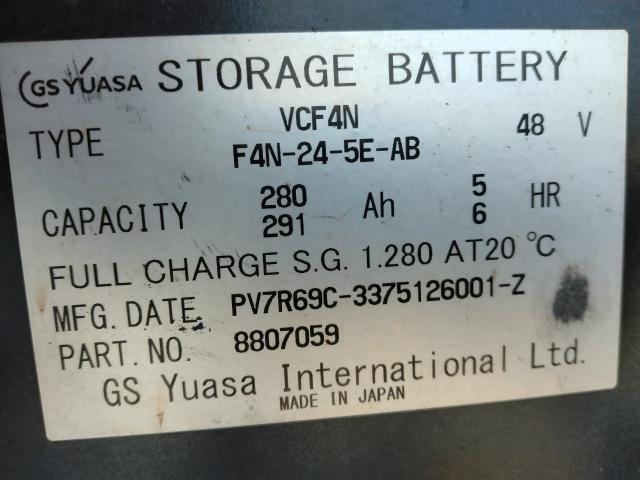 GS YUASA STORAGE BATTERY
TYPE VCF4N 48 V
F4N-24-5E-AB
CAPACITY 280 Ah 5 HR
291 6
FULL CHARGE S.G. 1.280 AT20 ℃
MFG. DATE PV7R69C-3375126001-Z
PART. NO. 8807059
GS Yuasa International Ltd.
MADE IN JAPAN